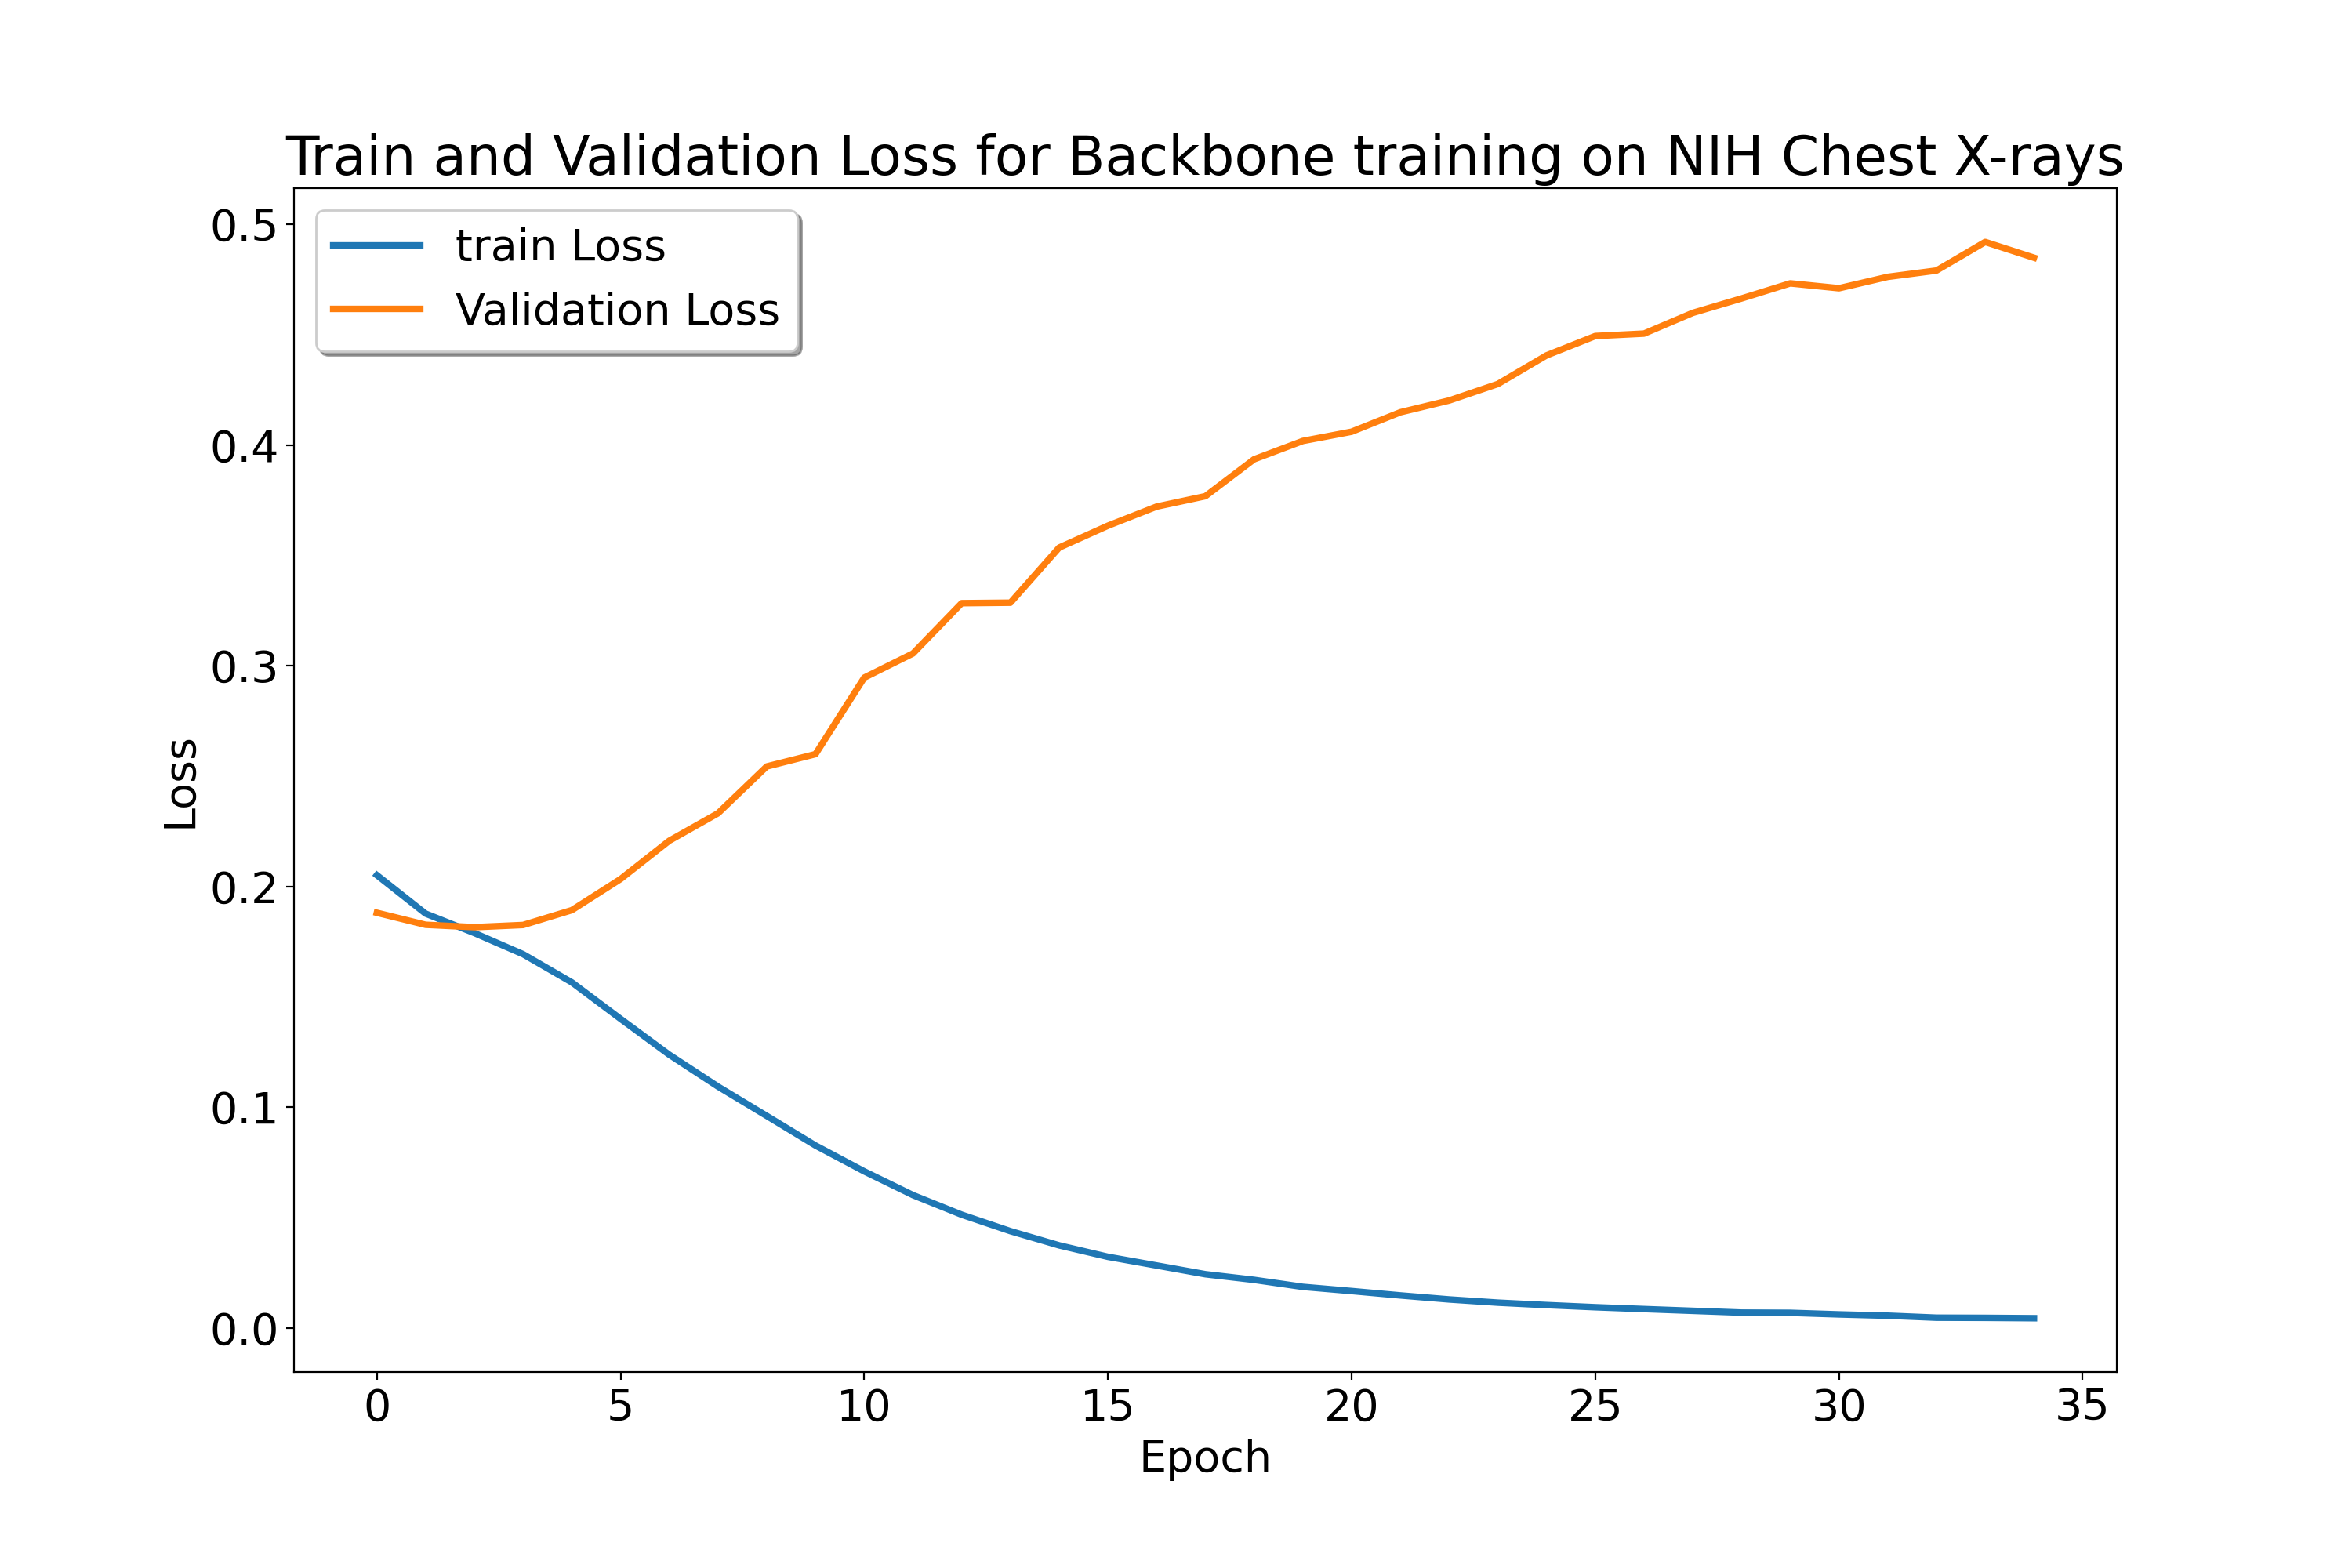 Train and Validation Loss for Backbone training on NIH Chest X-rays
train Loss
Validation Loss
0.5
0.4
0.3
0.2
0.1
0.0
Loss
0 5 10 15 20 25 30 35
Epoch